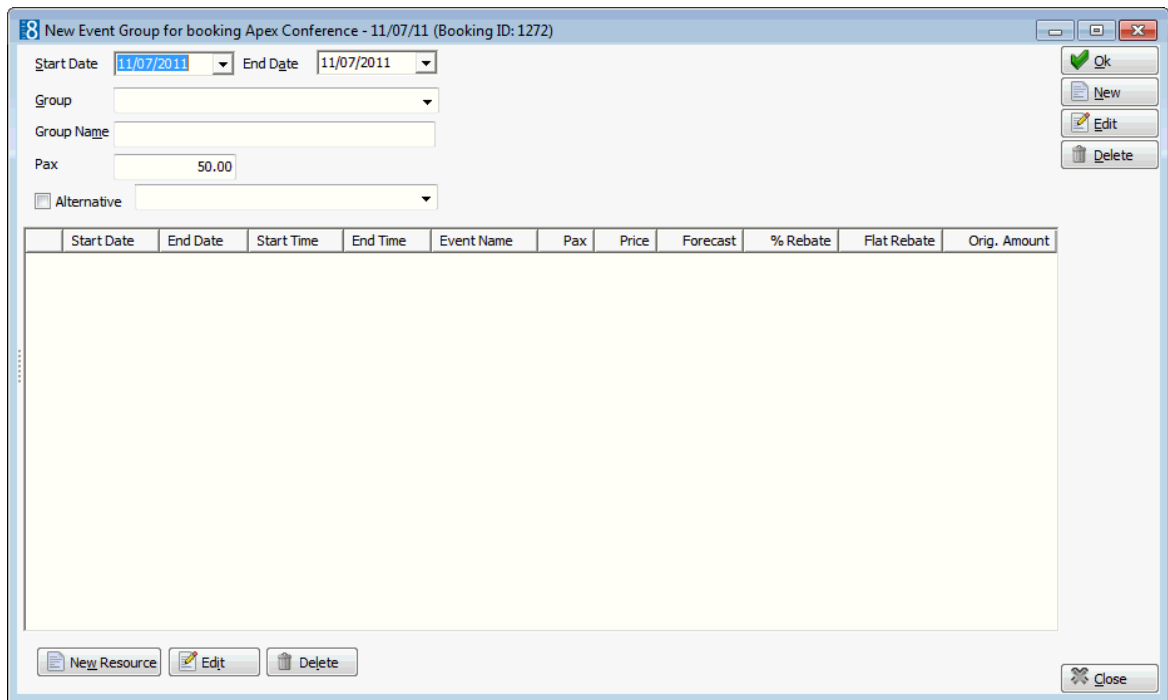 8 New Event Group for booking Apex Conference - 11/07/11 (Booking ID: 1272)
Start Date 11/07/2011 End Date 11/07/2011
Ok
Group
New
Group Name
Edit
Pax 50.00
Delete
Alternative
Start Date End Date Start Time End Time Event Name Pax Price Forecast % Rebate Flat Rebate Orig. Amount
New Resource Edit Delete
Close